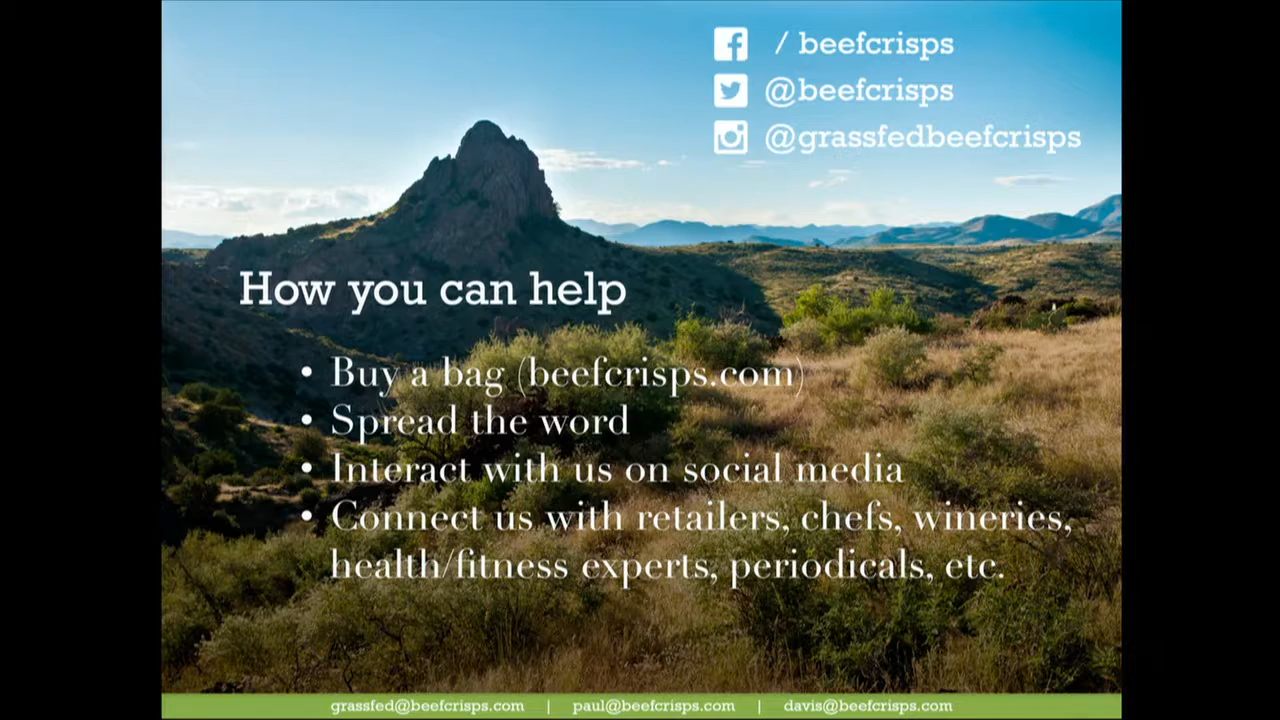 / beefcrisps
@beefcrisps
@grassfedbeefcrisps
How you can help
• Buy a bag (beefcrisps.com)
• Spread the word
• Interact with us on social media
• Connect us with retailers, chefs, wineries,
health/fitness experts, periodicals, etc.
grassfed@beefcrisps.com | paul@beefcrisps.com | davis@beefcrisps.com